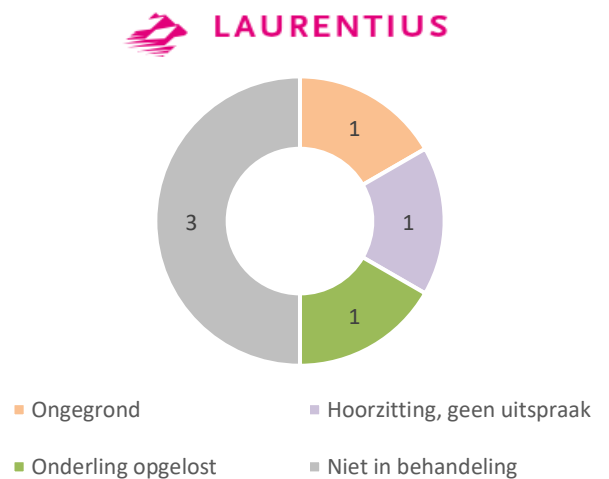 LAURENTIUS
1
3
1
1
Ongegrond
Hoorzitting, geen uitspraak
Onderling opgelost
Niet in behandeling